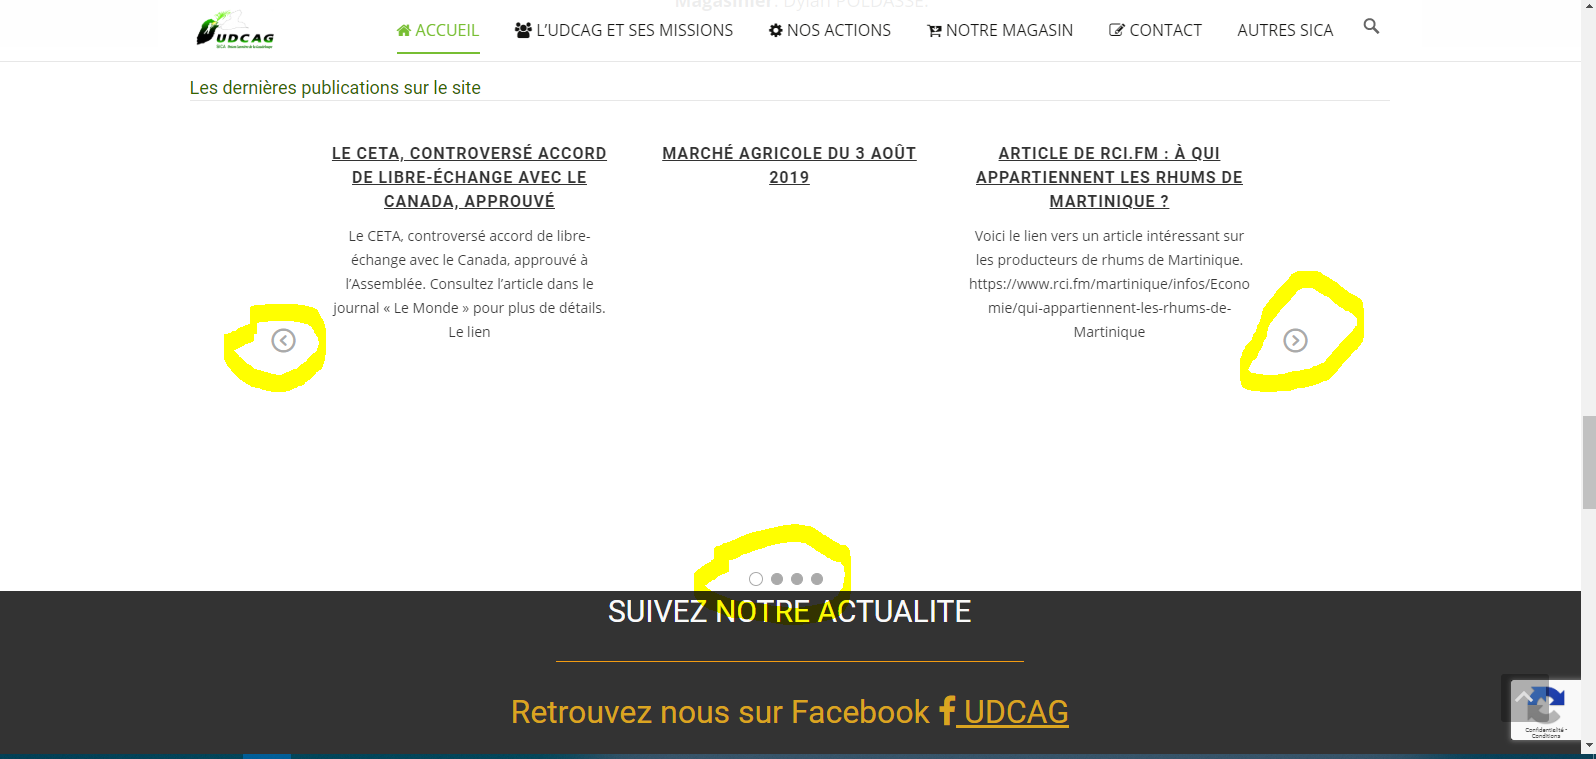 Magasinier: Dylan POLDASSE.
UDCAG
ACCUEIL
L'UDCAG ET SES MISSIONS
NOS ACTIONS
NOTRE MAGASIN
CONTACT
AUTRES SICA
Les dernières publications sur le site
LE CETA, CONTROVERSÉ ACCORD
DE LIBRE-ÉCHANGE AVEC LE
CANADA, APPROUVÉ
Le CETA, controversé accord de libre-
échange avec le Canada, approuvé à
l'Assemblée. Consultez l'article dans le
journal « Le Monde » pour plus de détails.
Le lien
MARCHÉ AGRICOLE DU 3 AOÛT
2019
ARTICLE DE RCI.FM : À QUI
APPARTIENNENT LES RHUMS DE
MARTINIQUE ?
Voici le lien vers un article intéressant sur
les producteurs de rhums de Martinique.
https://www.rci.fm/martinique/infos/Econo
mie/qui-appartiennent-les-rhums-de-
Martinique
SUIVEZ NOTRE ACTUALITE
Retrouvez nous sur Facebook UDCAG
Confidentialité -
Conditions